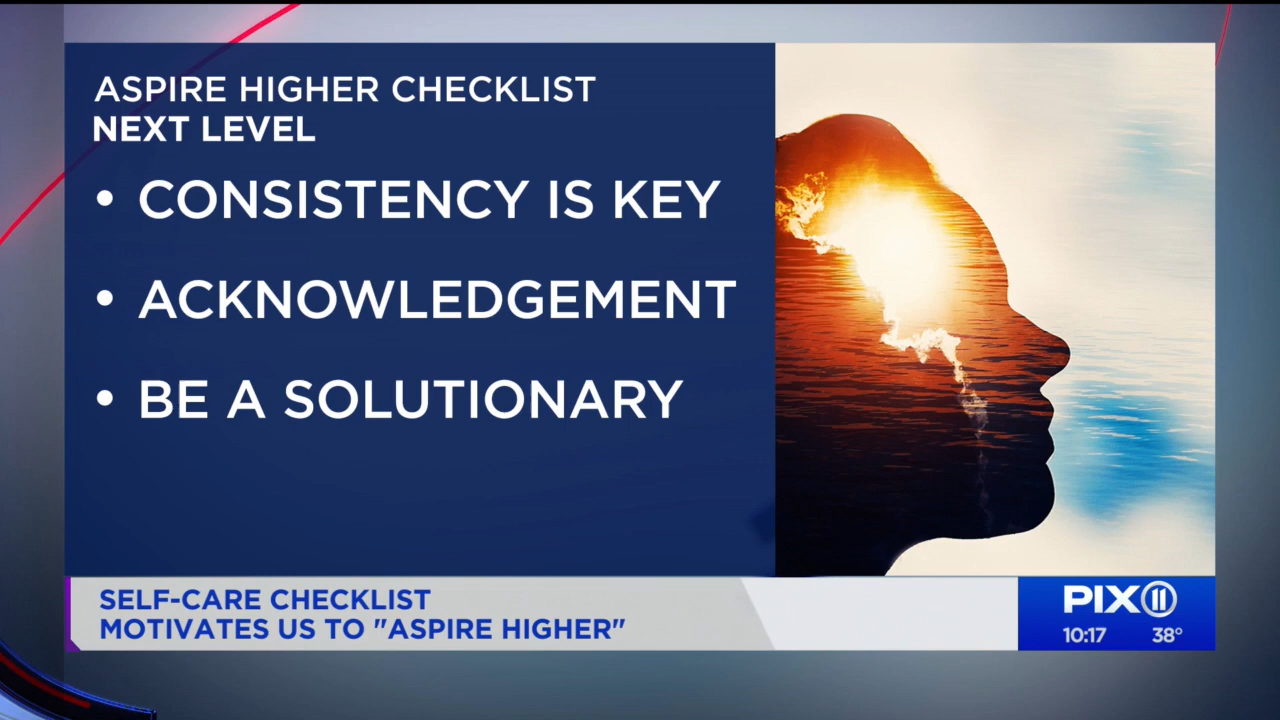 ASPIRE HIGHER CHECKLIST
NEXT LEVEL
• CONSISTENCY IS KEY
• ACKNOWLEDGEMENT
• BE A SOLUTIONARY
SELF-CARE CHECKLIST
MOTIVATES US TO "ASPIRE HIGHER"
PIX11
10:17 38°